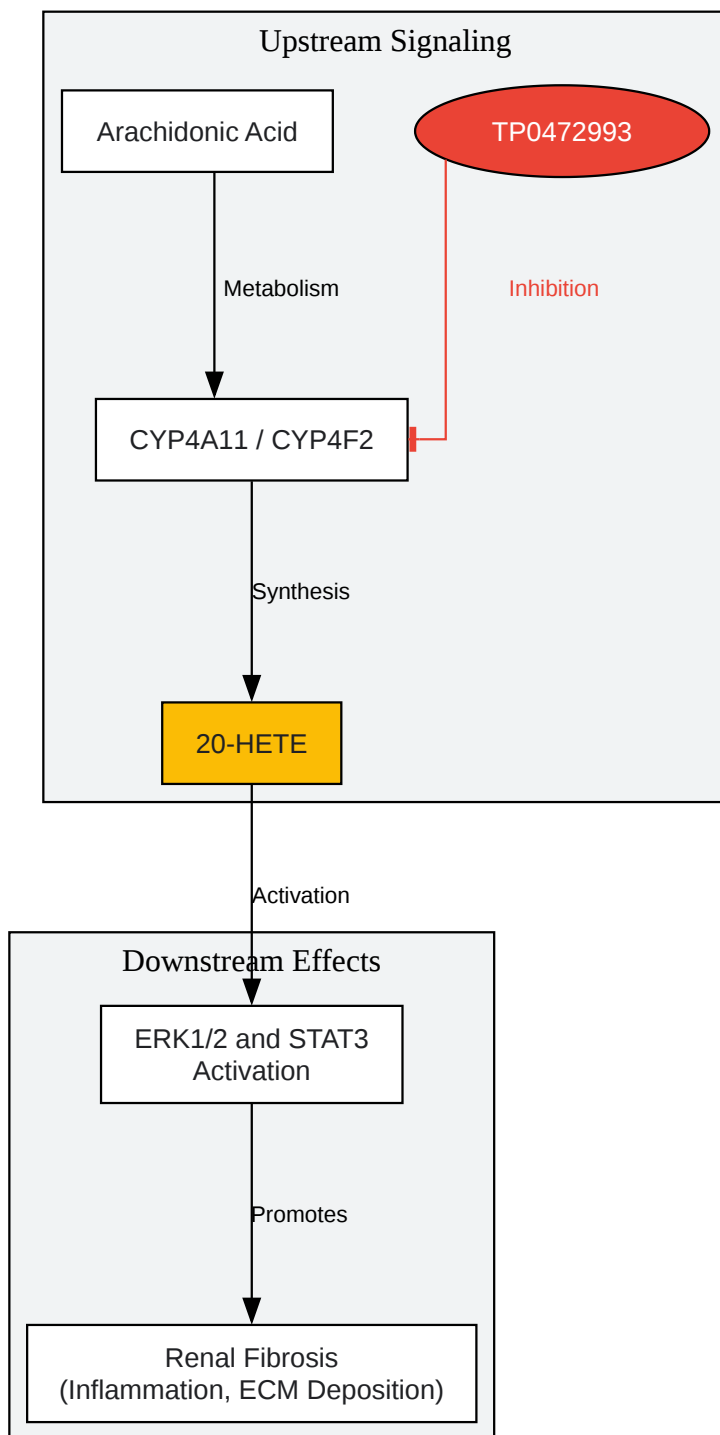 Upstream Signaling
Arachidonic Acid
TP0472993
Metabolism
Inhibition
CYP4A11 / CYP4F2
Synthesis
20-HETE
Activation
Downstream Effects
ERK1/2 and STAT3
Activation
Promotes
Renal Fibrosis
(Inflammation, ECM Deposition)